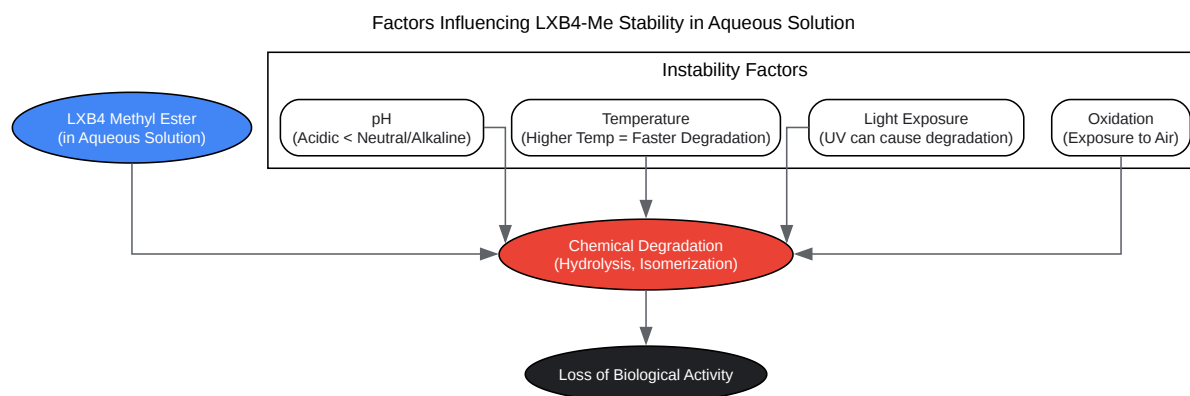 Factors Influencing LXB4-Me Stability in Aqueous Solution
Instability Factors
LXB4 Methyl Ester
(in Aqueous Solution)
pH
(Acidic < Neutral/Alkaline)
Temperature
(Higher Temp = Faster Degradation)
Light Exposure
(UV can cause degradation)
Oxidation
(Exposure to Air)
Chemical Degradation
(Hydrolysis, Isomerization)
Loss of Biological Activity